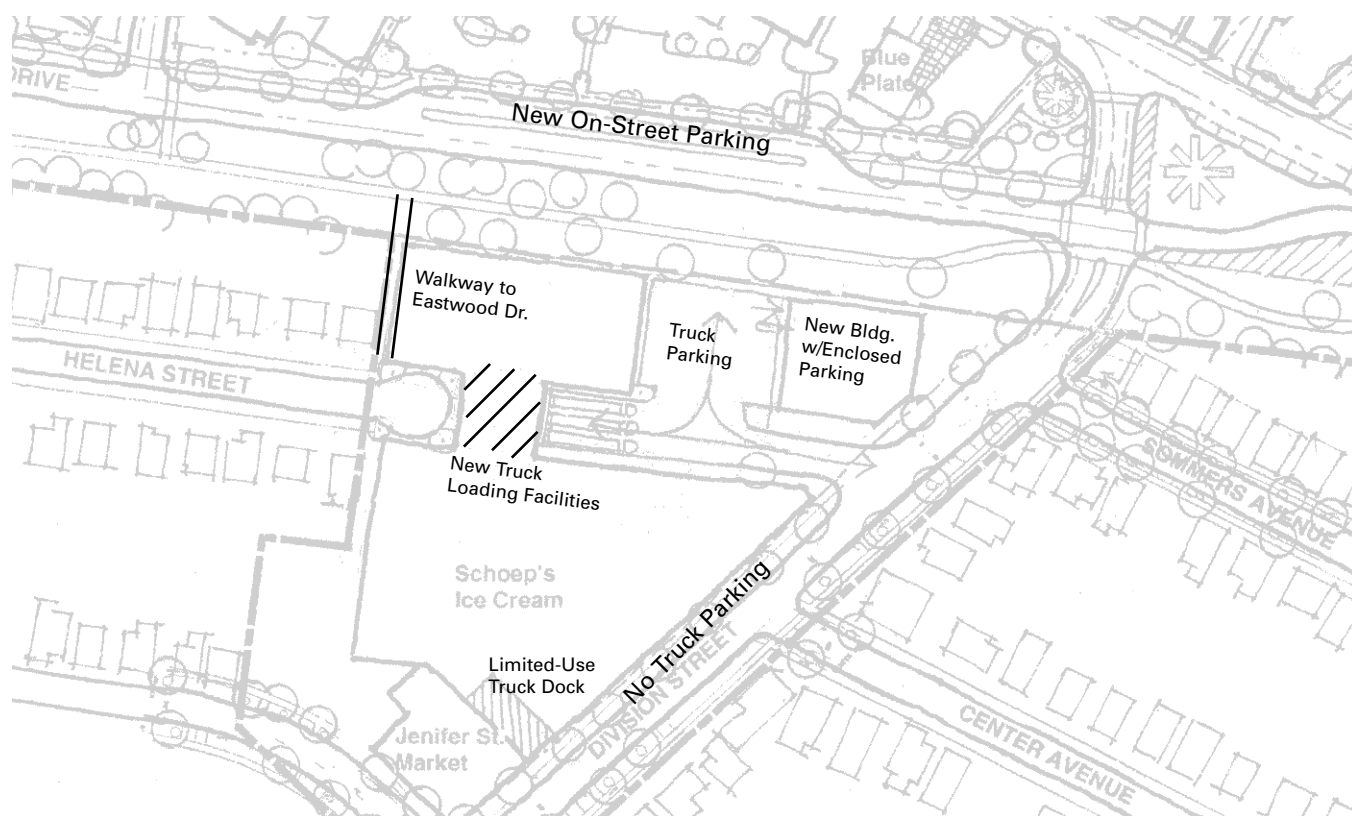 Blue
Plate
DRIVE
New On-Street Parking
Walkway to
Eastwood Dr.
Truck
Parking
New Bldg.
w/Enclosed
Parking
HELENA STREET
New Truck
Loading Facilities
SOMMERS AVENUE
Schoep's
Ice Cream
No Truck Parking
DIVISION STREET
Limited-Use
Truck Dock
Jenifer St.
Market
CENTER AVENUE